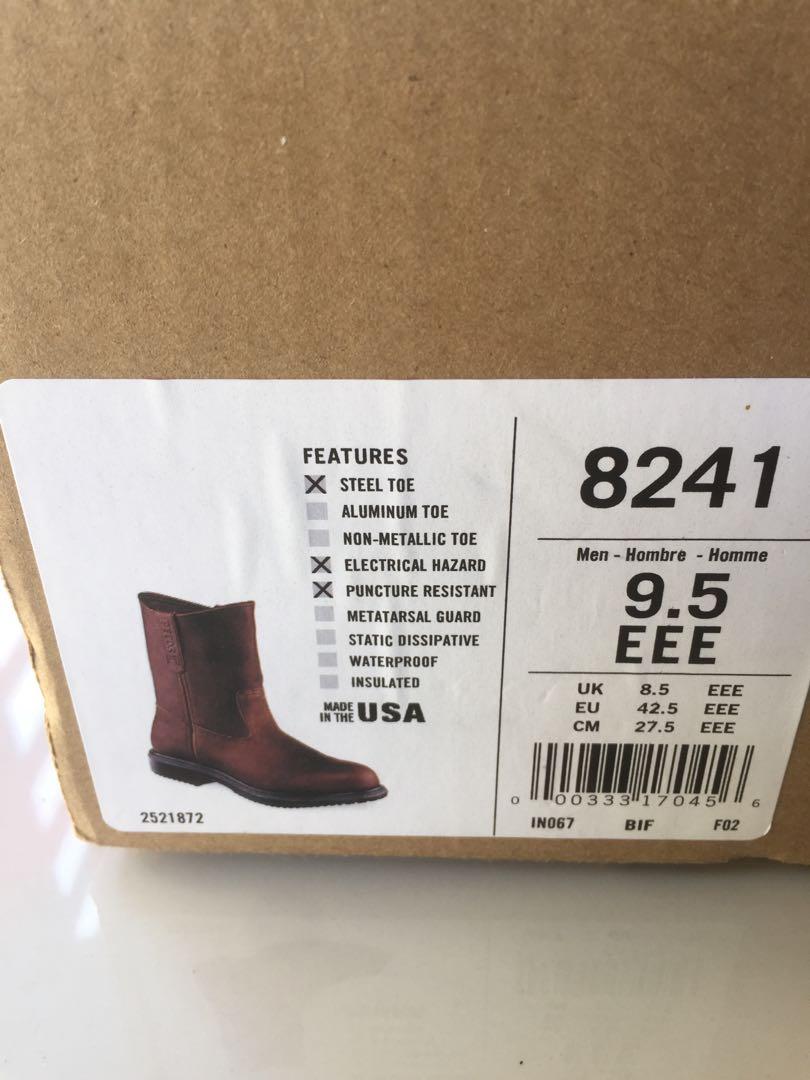 FEATURES
STEEL TOE
ALUMINUM TOE
NON-METALLIC TOE
ELECTRICAL HAZARD
PUNCTURE RESISTANT
METATARSAL GUARD
STATIC DISSIPATIVE
WATERPROOF
INSULATED
MADE IN THE USA
2521872
8241
Men - Hombre - Homme
9.5
EEE
UK 8.5 EEE
EU 42.5 EEE
CM 27.5 EEE
0 00333 17045 6
IN067 BIF F02